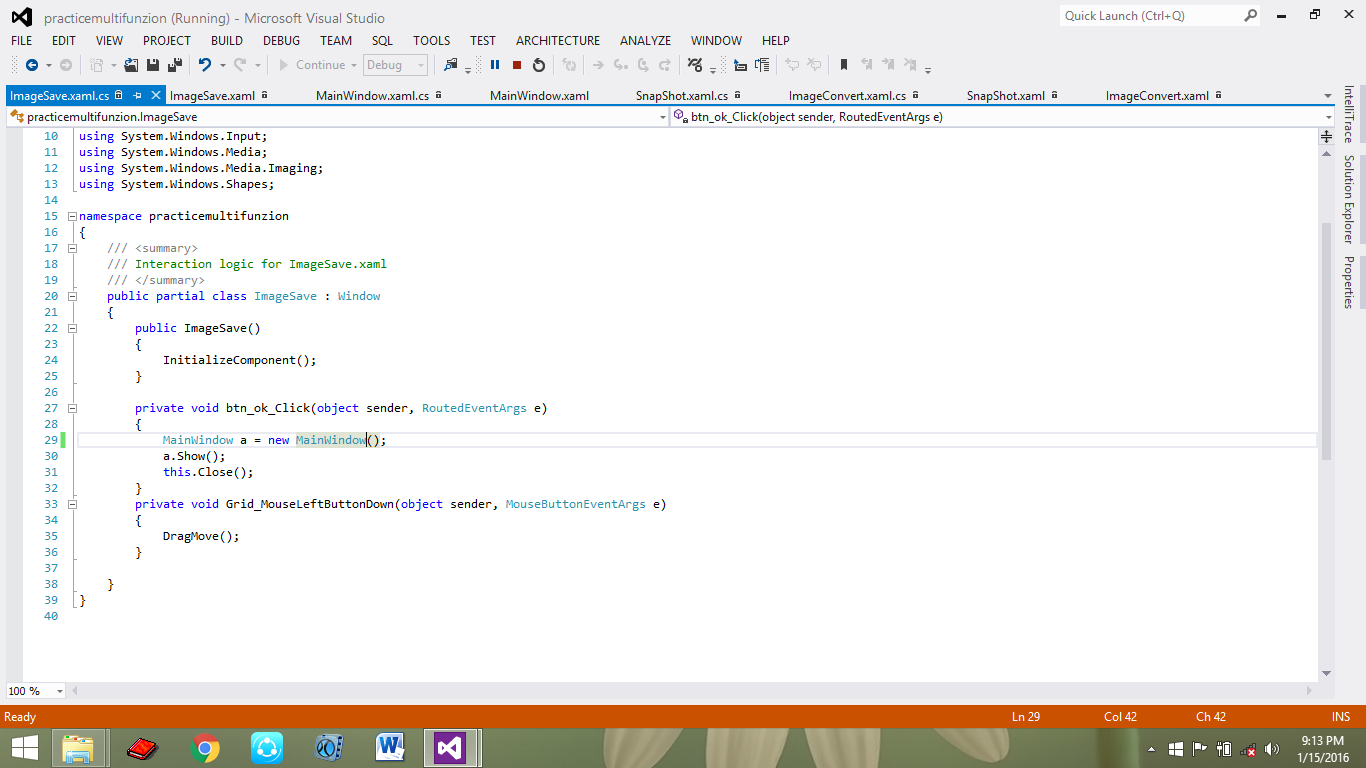 practicemultifunzion (Running) - Microsoft Visual Studio
Quick Launch (Ctrl+Q)
FILE EDIT VIEW PROJECT BUILD DEBUG TEAM SQL TOOLS TEST ARCHITECTURE ANALYZE WINDOW HELP
Continue Debug
ImageSave.xaml.cs ImageSave.xaml MainWindow.xaml.cs MainWindow.xaml SnapShot.xaml.cs ImageConvert.xaml.cs SnapShot.xaml ImageConvert.xaml
practicemultifunzion.ImageSave btn_ok_Click(object sender, RoutedEventArgs e)
10 using System.Windows.Input;
11 using System.Windows.Media;
12 using System.Windows.Media.Imaging;
13 using System.Windows.Shapes;
14
15 namespace practicemultifunzion
16 {
17 /// <summary>
18 /// Interaction logic for ImageSave.xaml
19 /// </summary>
20 public partial class ImageSave : Window
21 {
22 public ImageSave()
23 {
24 InitializeComponent();
25 }
26
27 private void btn_ok_Click(object sender, RoutedEventArgs e)
28 {
29 MainWindow a = new MainWindow();
30 a.Show();
31 this.Close();
32 }
33 private void Grid_MouseLeftButtonDown(object sender, MouseButtonEventArgs e)
34 {
35 DragMove();
36 }
37
38 }
39 }
40
IntelliTrace
Solution Explorer
Properties
100 %
Ready Ln 29 Col 42 Ch 42 INS
9:13 PM
1/15/2016